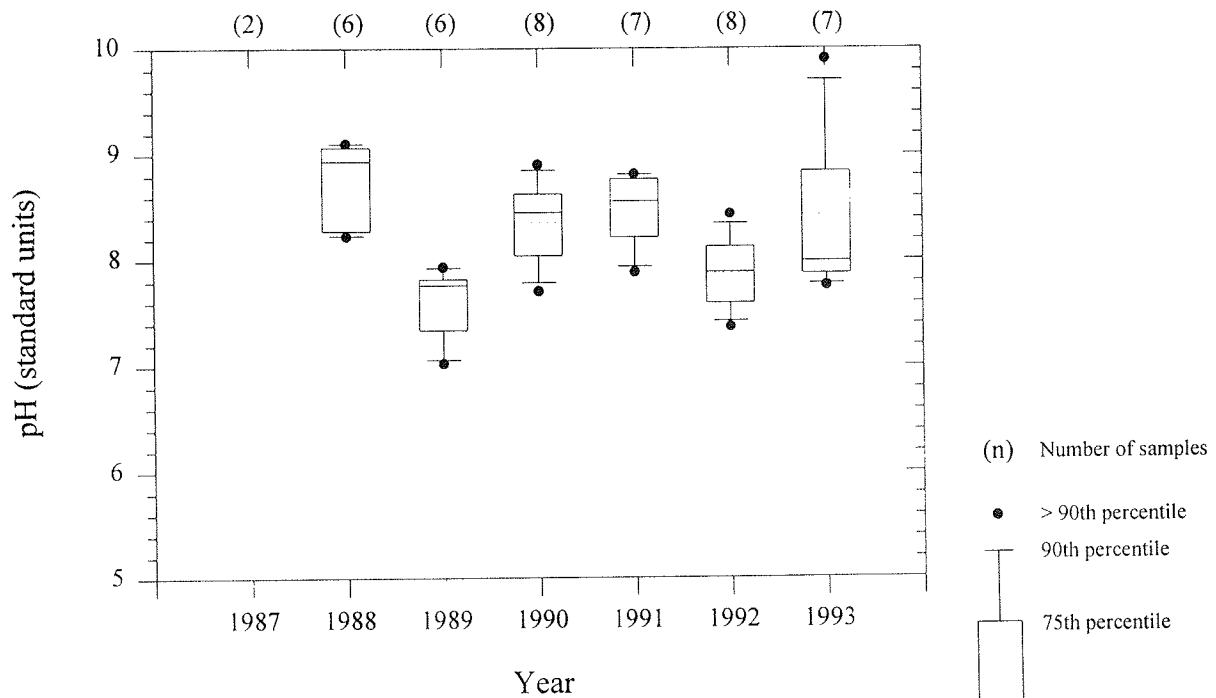 (2) (6) (6) (8) (7) (8) (7)
10
9
8
7
6
5
pH (standard units)
1987 1988 1989 1990 1991 1992 1993
Year
(n) Number of samples
> 90th percentile
90th percentile
75th percentile